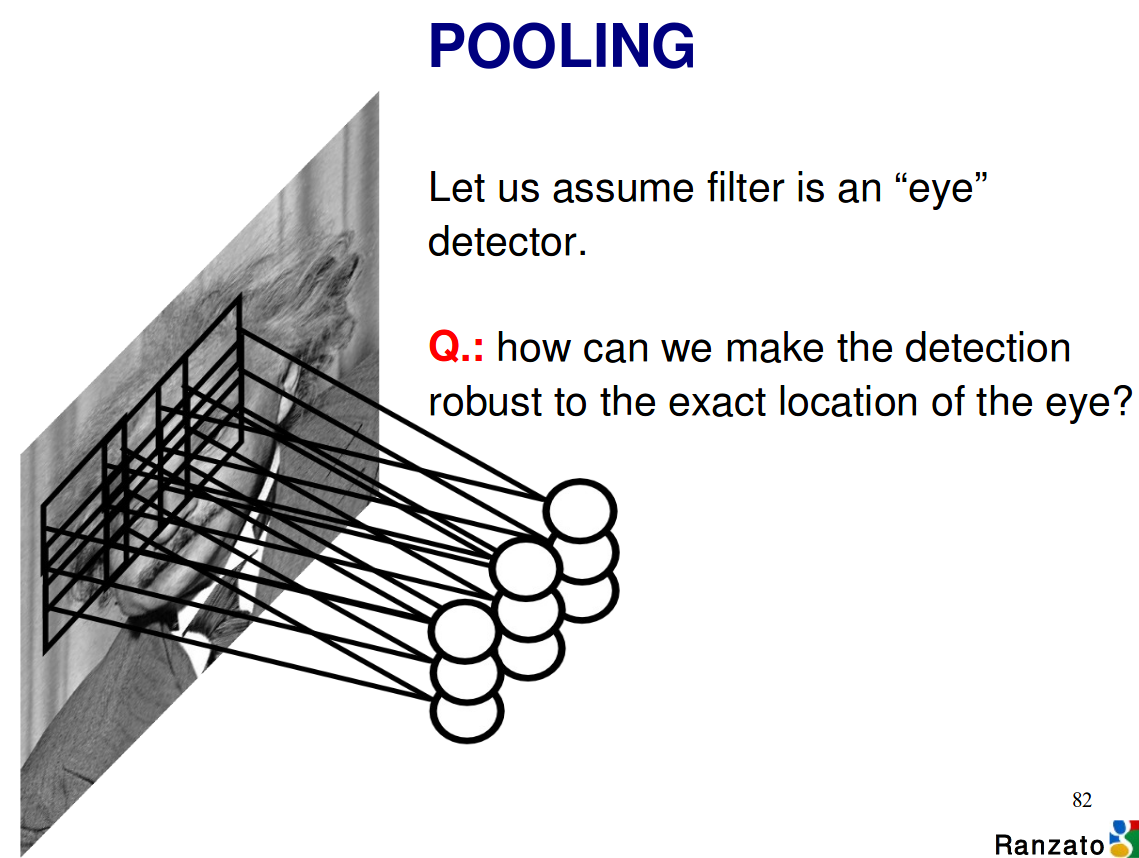 POOLING
Let us assume filter is an “eye”
detector.
Q.: how can we make the detection
robust to the exact location of the eye?
82
Ranzato